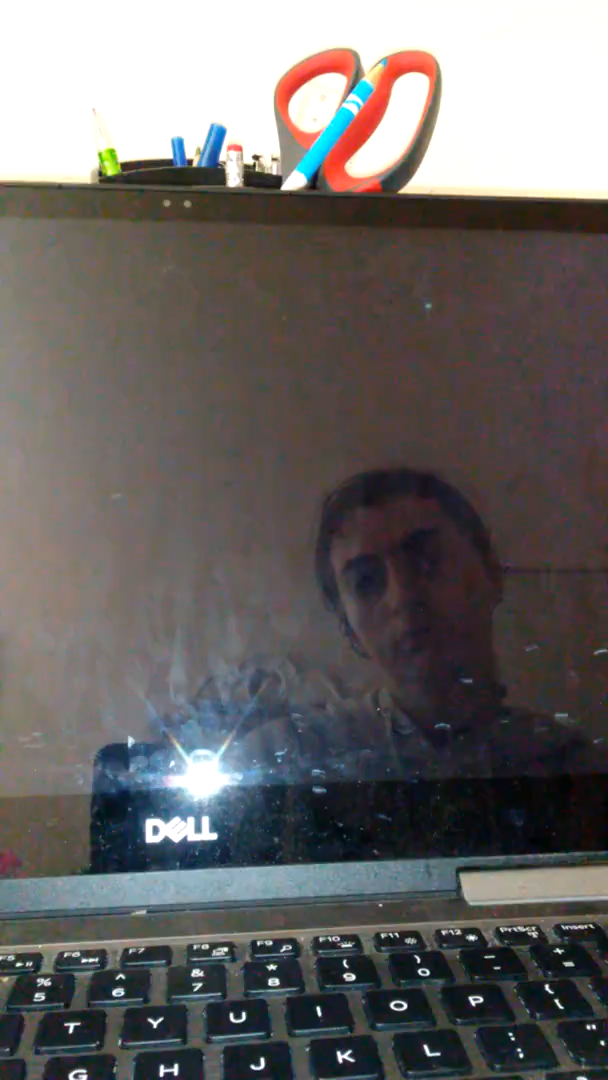 DELL
F5 F6 F7 F8 F9 F10 F11 F12 PrtScr Insert
% 5 ^ 6 & 7 * 8 ( 9 ) 0 _ - + =
T Y U I O P { [
G H J K L : ; "